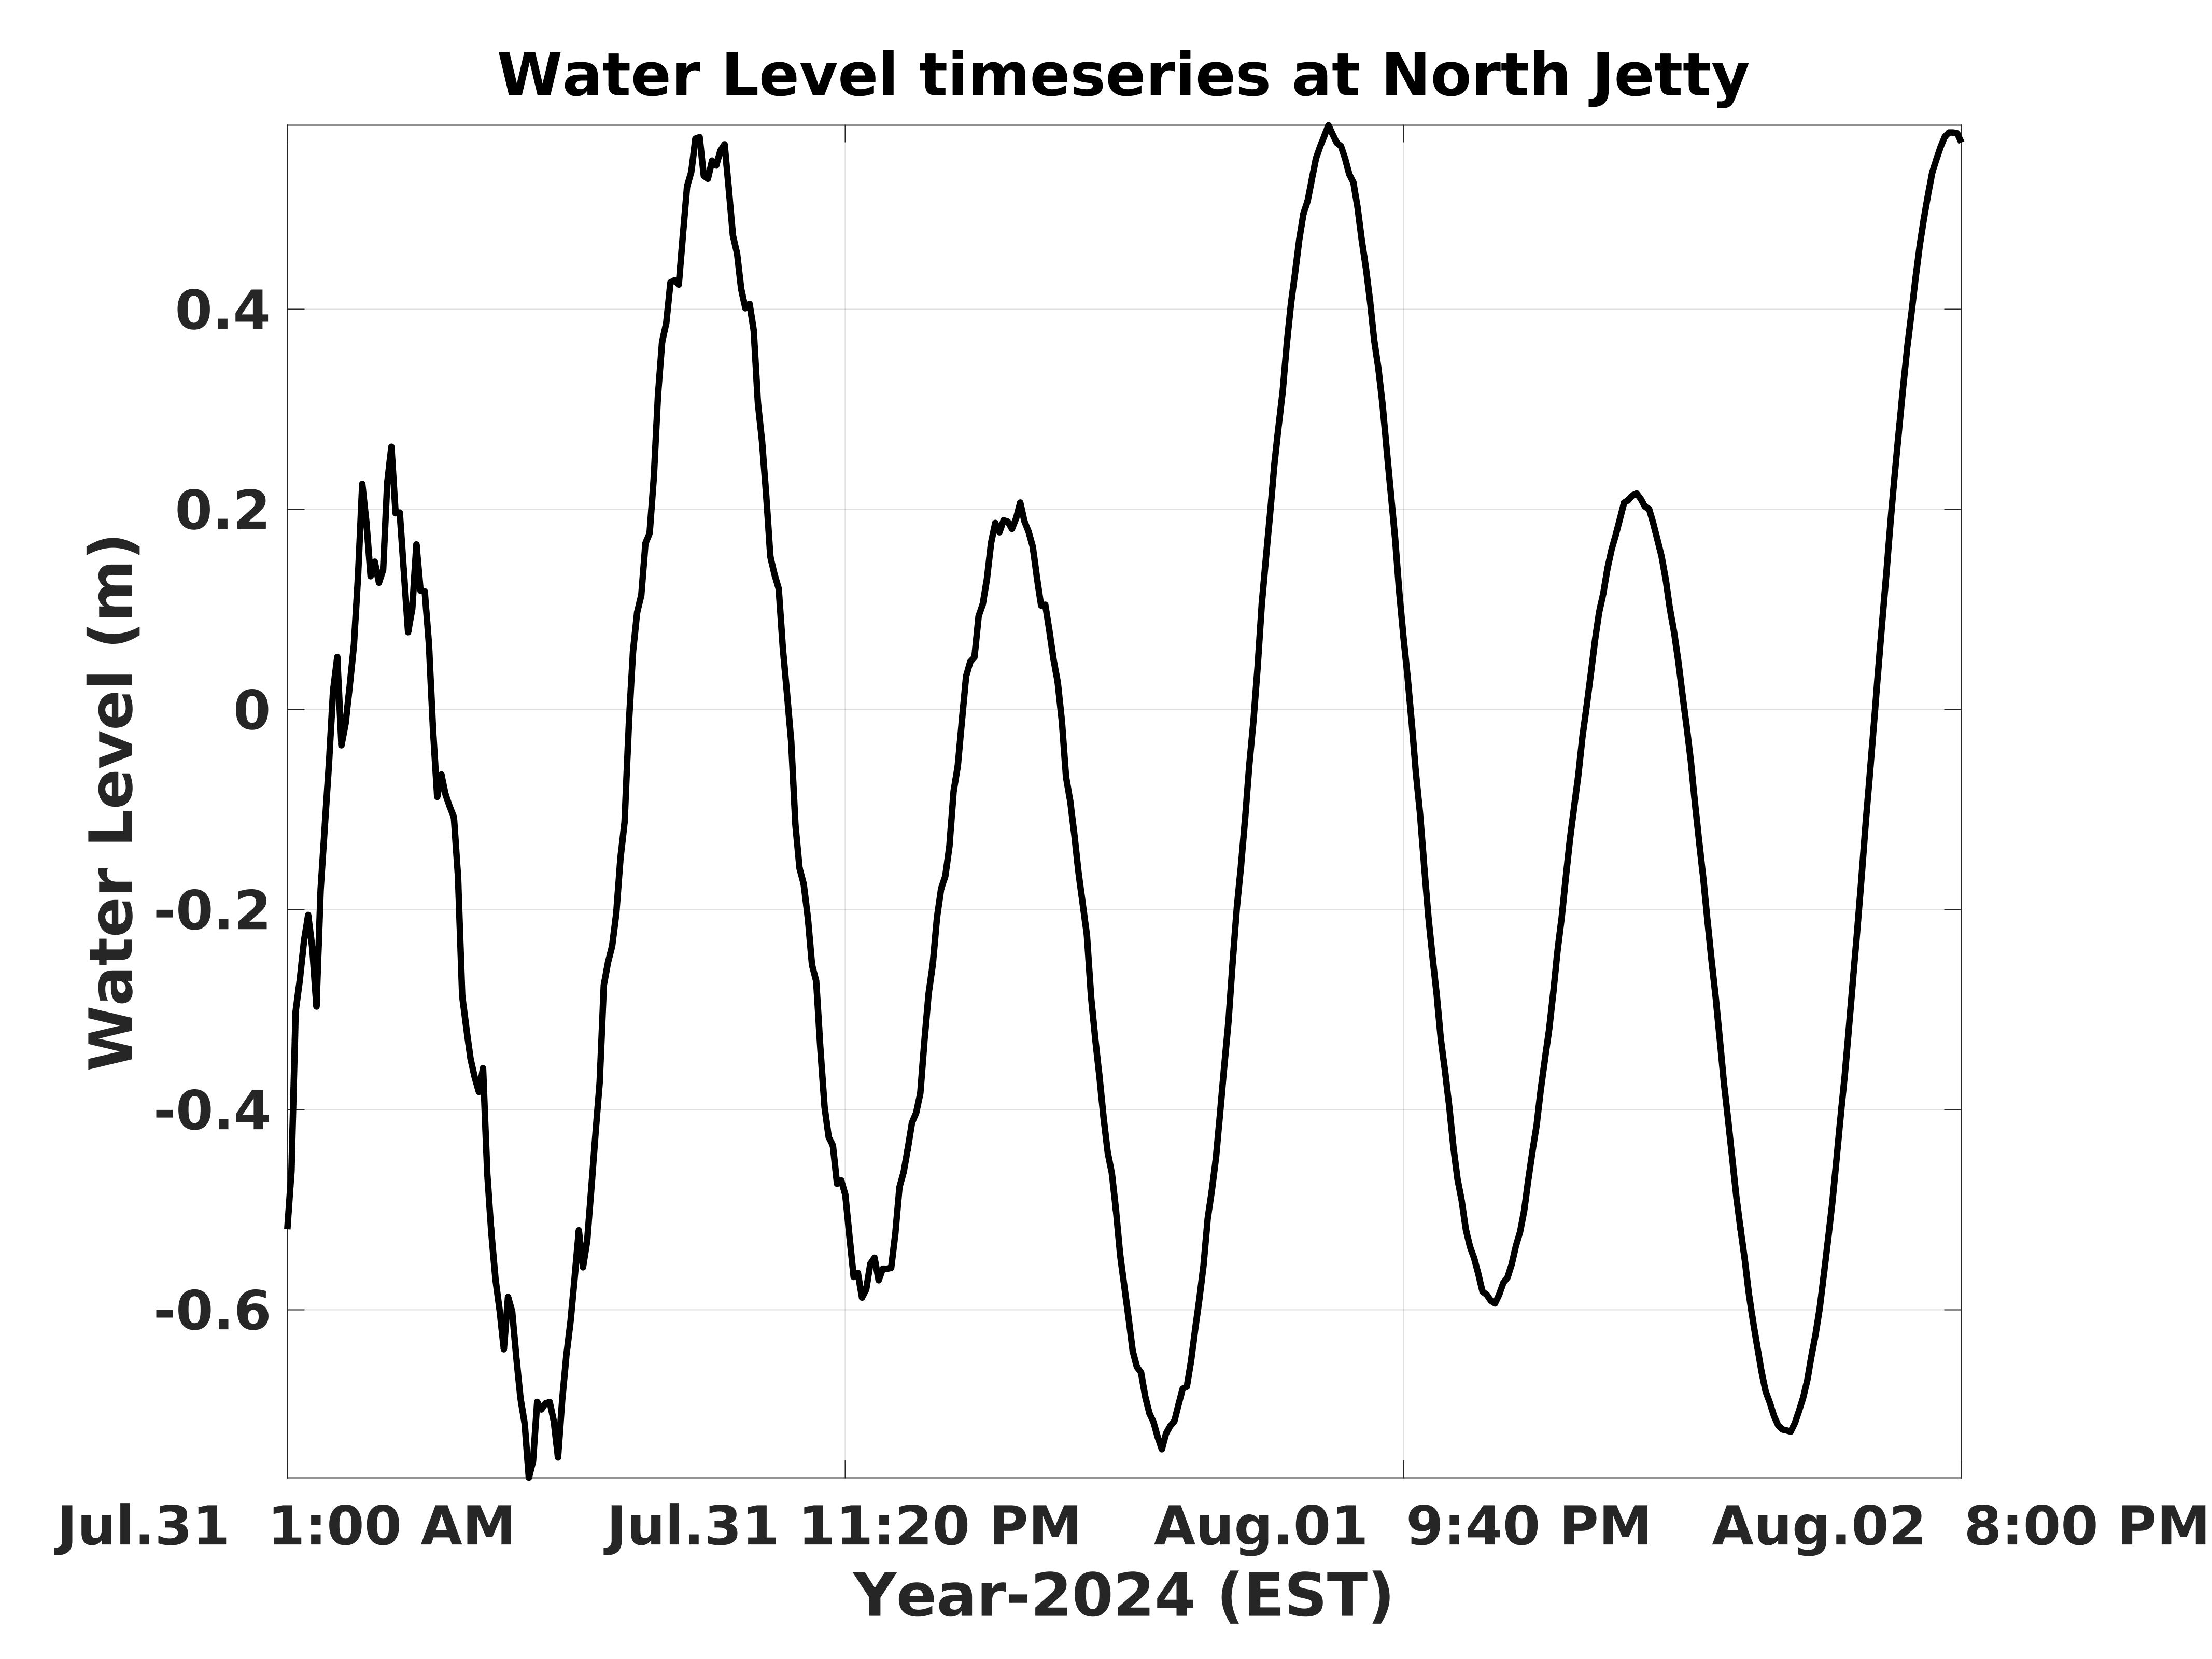 Water Level timeseries at North Jetty
Water Level (m)
0.4
0.2
0
-0.2
-0.4
-0.6
Jul.31 1:00 AM Jul.31 11:20 PM Aug.01 9:40 PM Aug.02 8:00 PM
Year-2024 (EST)